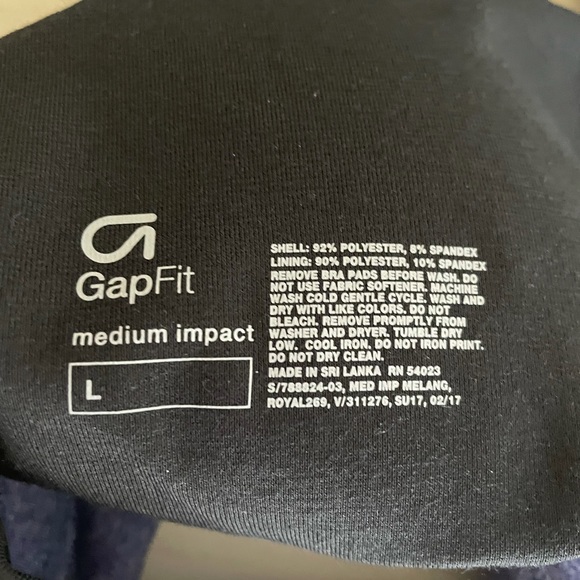 GapFit
medium impact
L
SHELL: 92% POLYESTER, 8% SPANDEX
LINING: 90% POLYESTER, 10% SPANDEX
REMOVE BRA PADS BEFORE WASH. DO
NOT USE FABRIC SOFTENER. MACHINE
WASH COLD GENTLE CYCLE. WASH AND
DRY WITH LIKE COLORS. DO NOT
BLEACH. REMOVE PROMPTLY FROM
WASHER AND DRYER. TUMBLE DRY
LOW. COOL IRON. DO NOT IRON PRINT.
DO NOT DRY CLEAN.
MADE IN SRI LANKA RN 54023
S/788824-03, MED IMP MELANG,
ROYAL269, V/311276, SU17, 02/17